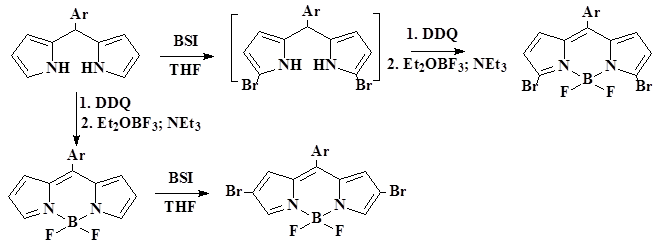 Ar
NH HN
BSI
THF
Ar
NH HN
Br Br
1. DDQ
2. Et2OBF3; NEt3
Ar
N N
Br B Br
F F
1. DDQ
2. Et2OBF3; NEt3
Ar
N N
B
F F
BSI
THF
Ar
Br Br
N N
B
F F